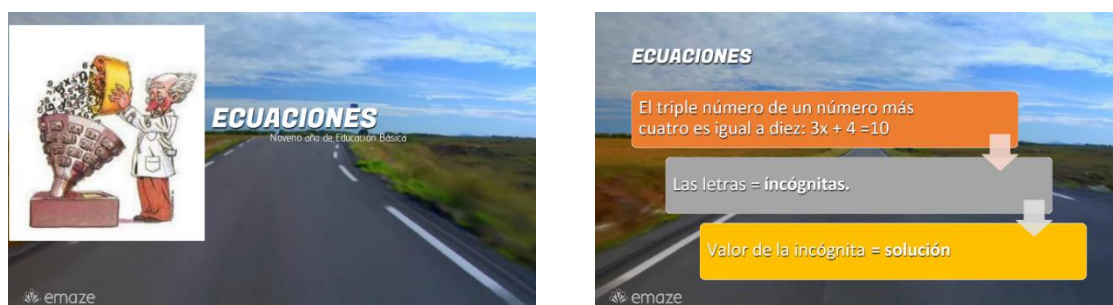 ECUACIONES
Noveno año de Educación Básica
emaze
ECUACIONES
El triple número de un número más
cuatro es igual a diez: 3x + 4 =10
Las letras = incógnitas.
Valor de la incógnita = solución
emaze